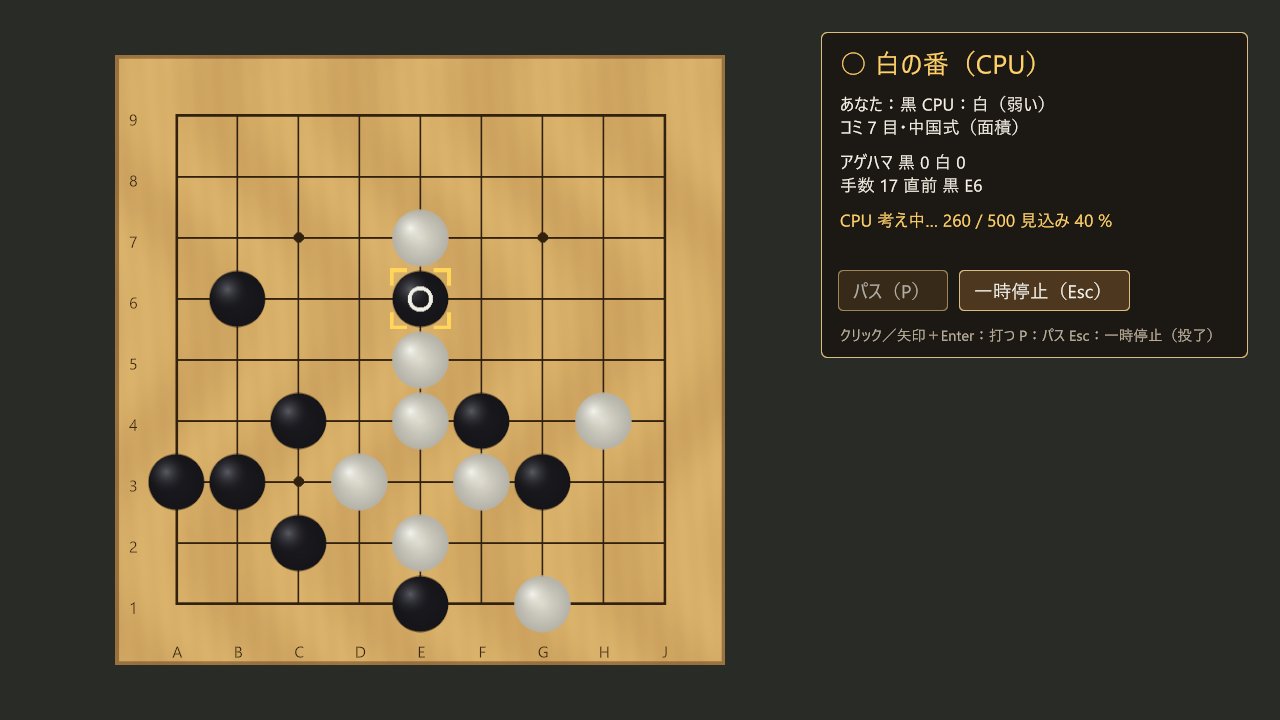 ○ 白の番（CPU）
あなた：黒 CPU：白（弱い）
コミ 7 目・中国式（面積）
アゲハマ 黒 0 白 0
手数 17 直前 黒 E6
CPU 考え中… 260 / 500 見込み 40 %
パス（P） 一時停止（Esc）
クリック／矢印＋Enter：打つ P：パス Esc：一時停止（投了）
9
8
7
6
5
4
3
2
1
A B C D E F G H J